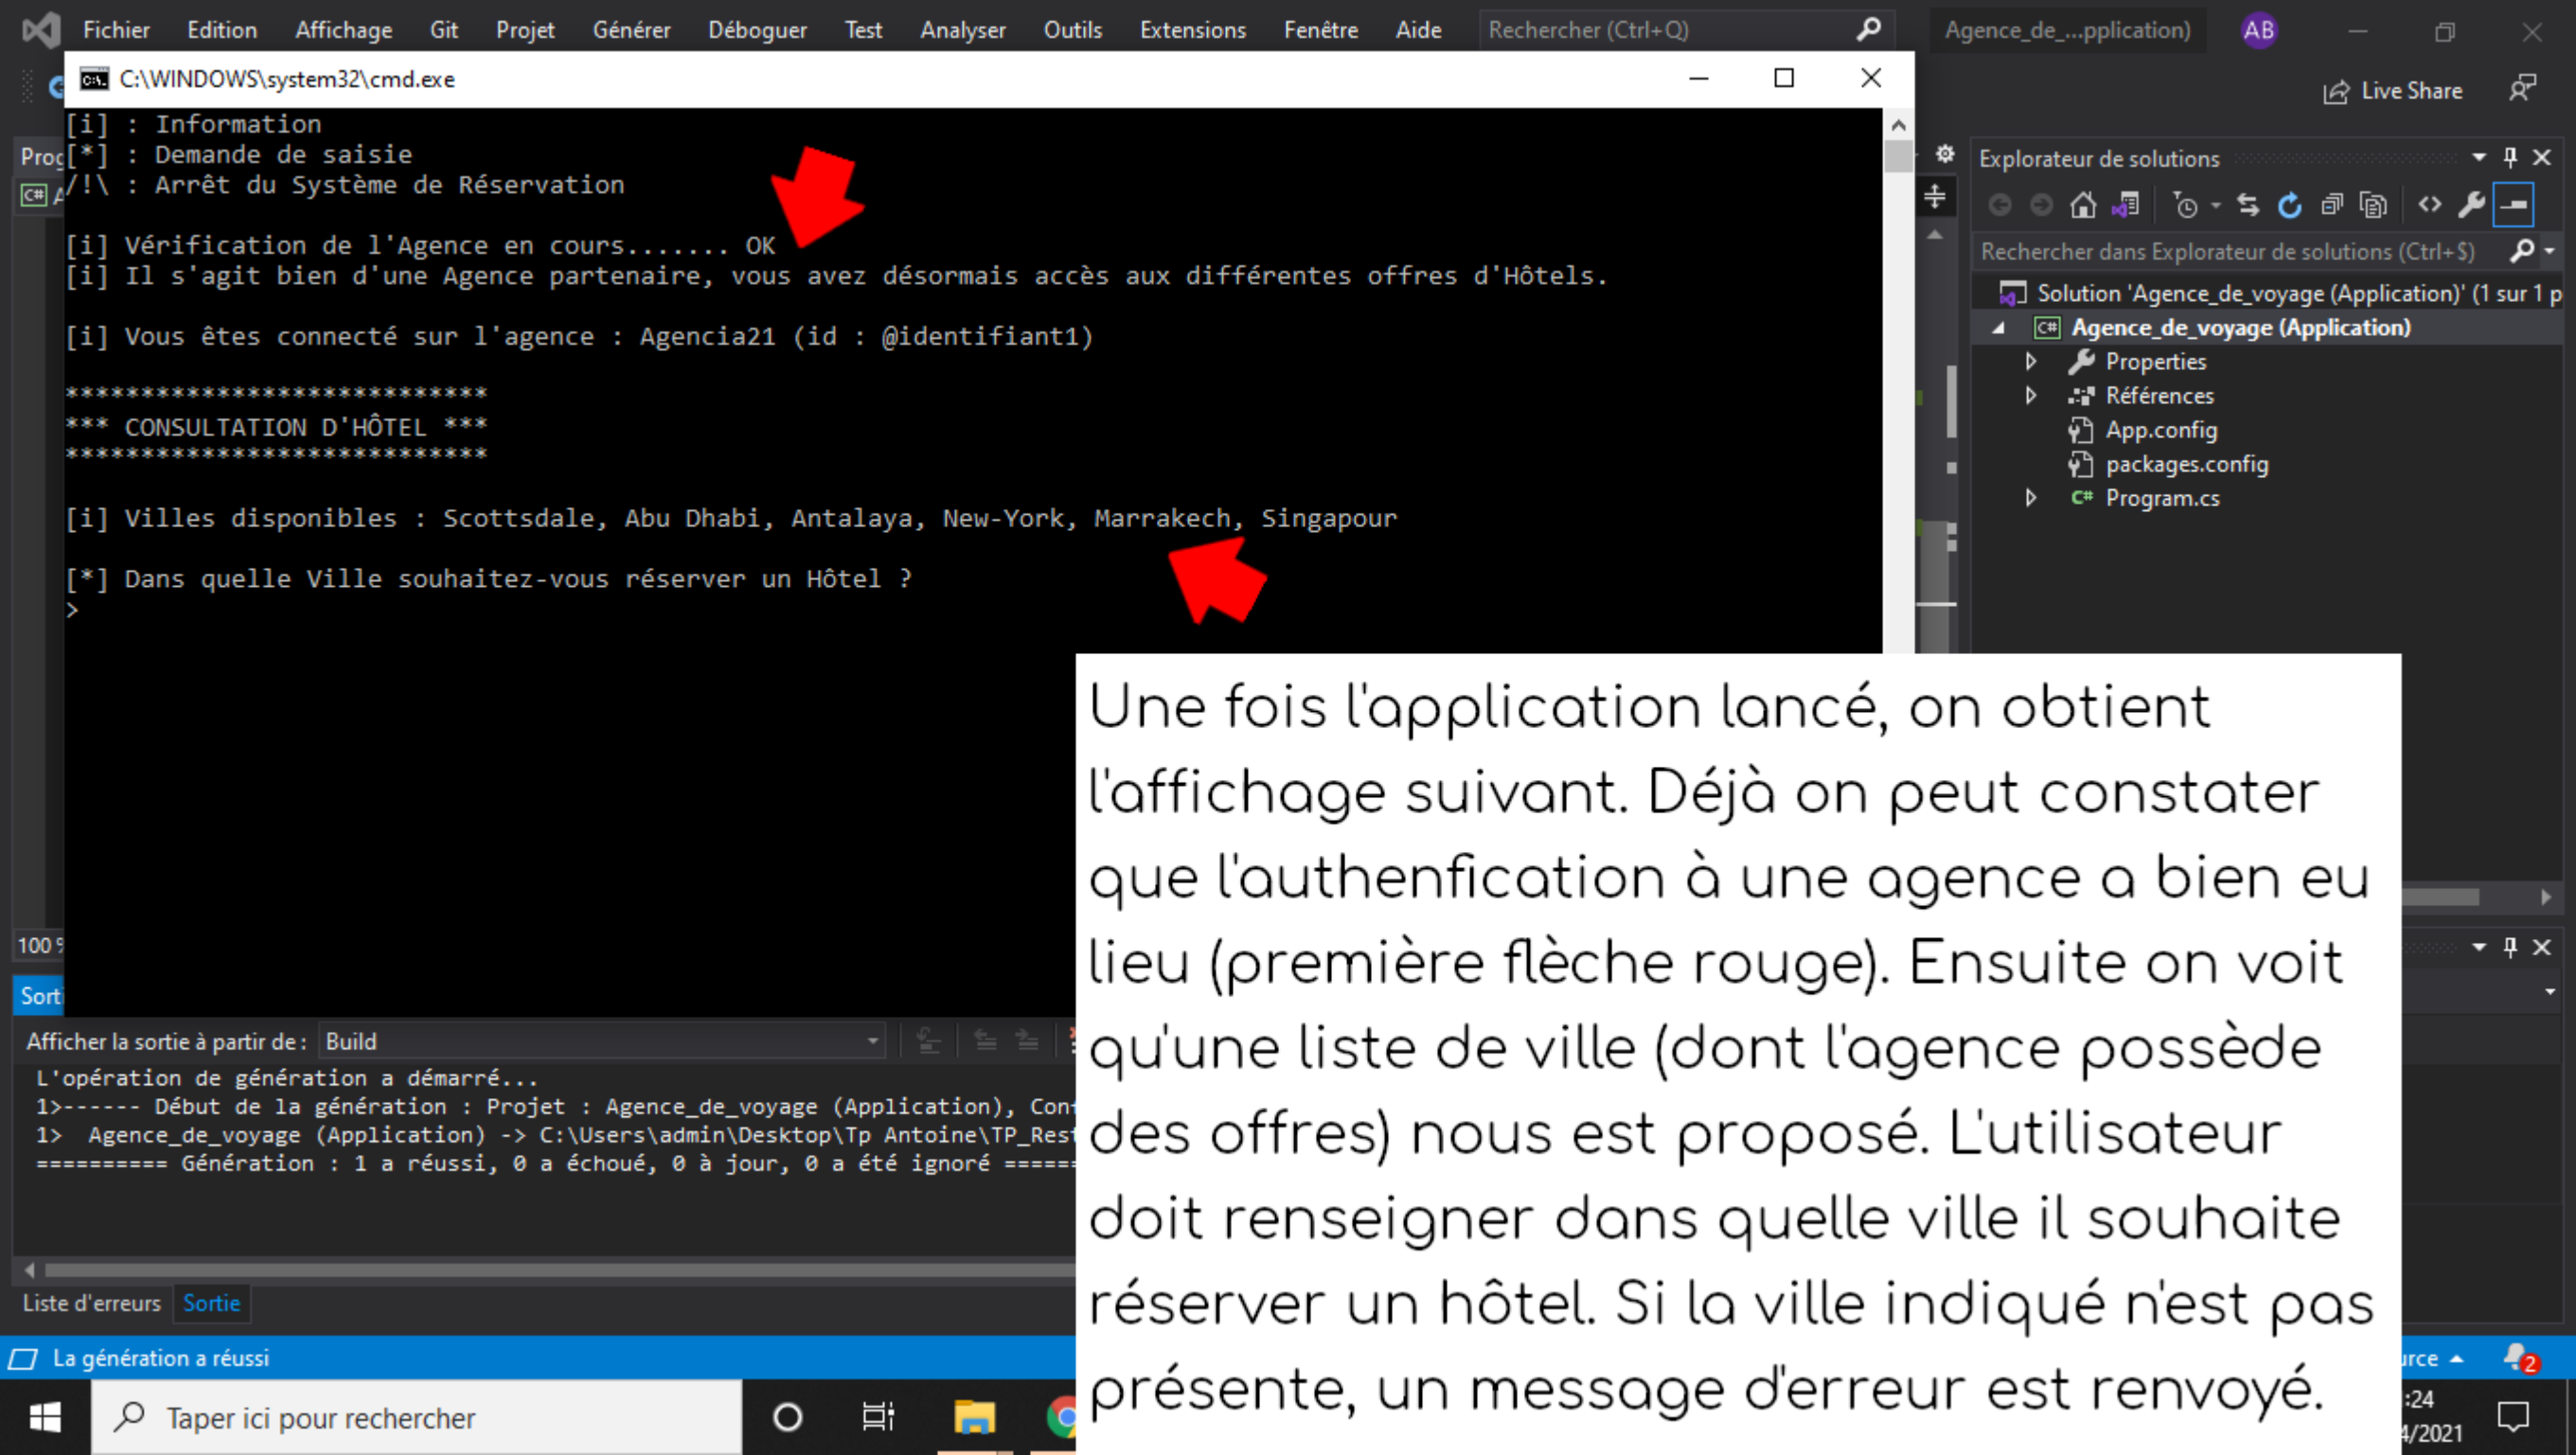 Fichier Edition Affichage Git Projet Générer Déboguer Test Analyser Outils Extensions Fenêtre Aide Rechercher (Ctrl+Q) Agence_de_...pplication) AB
C:\WINDOWS\system32\cmd.exe
Live Share
[i] : Information
[*] : Demande de saisie
/!\ : Arrêt du Système de Réservation
[i] Vérification de l'Agence en cours....... OK
[i] Il s'agit bien d'une Agence partenaire, vous avez désormais accès aux différentes offres d'Hôtels.
[i] Vous êtes connecté sur l'agence : Agencia21 (id : @identifiant1)
****************************
*** CONSULTATION D'HÔTEL ***
****************************
[i] Villes disponibles : Scottsdale, Abu Dhabi, Antalaya, New-York, Marrakech, Singapour
[*] Dans quelle Ville souhaitez-vous réserver un Hôtel ?
>
Explorateur de solutions
Rechercher dans Explorateur de solutions (Ctrl+$)
Solution 'Agence_de_voyage (Application)' (1 sur 1 p
C# Agence_de_voyage (Application)
Properties
Références
App.config
packages.config
C# Program.cs
Une fois l'application lancé, on obtient
l'affichage suivant. Déjà on peut constater
que l'authenfication à une agence a bien eu
lieu (première flèche rouge). Ensuite on voit
qu'une liste de ville (dont l'agence possède
des offres) nous est proposé. L'utilisateur
doit renseigner dans quelle ville il souhaite
réserver un hôtel. Si la ville indiqué n'est pas
présente, un message d'erreur est renvoyé.
100 %
Sort
Afficher la sortie à partir de : Build
L'opération de génération a démarré...
1>------ Début de la génération : Projet : Agence_de_voyage (Application), Con
1>  Agence_de_voyage (Application) -> C:\Users\admin\Desktop\Tp Antoine\TP_Rest
========== Génération : 1 a réussi, 0 a échoué, 0 à jour, 0 a été ignoré ======
Liste d'erreurs Sortie
La génération a réussi
urce
2
Taper ici pour rechercher
:24
4/2021